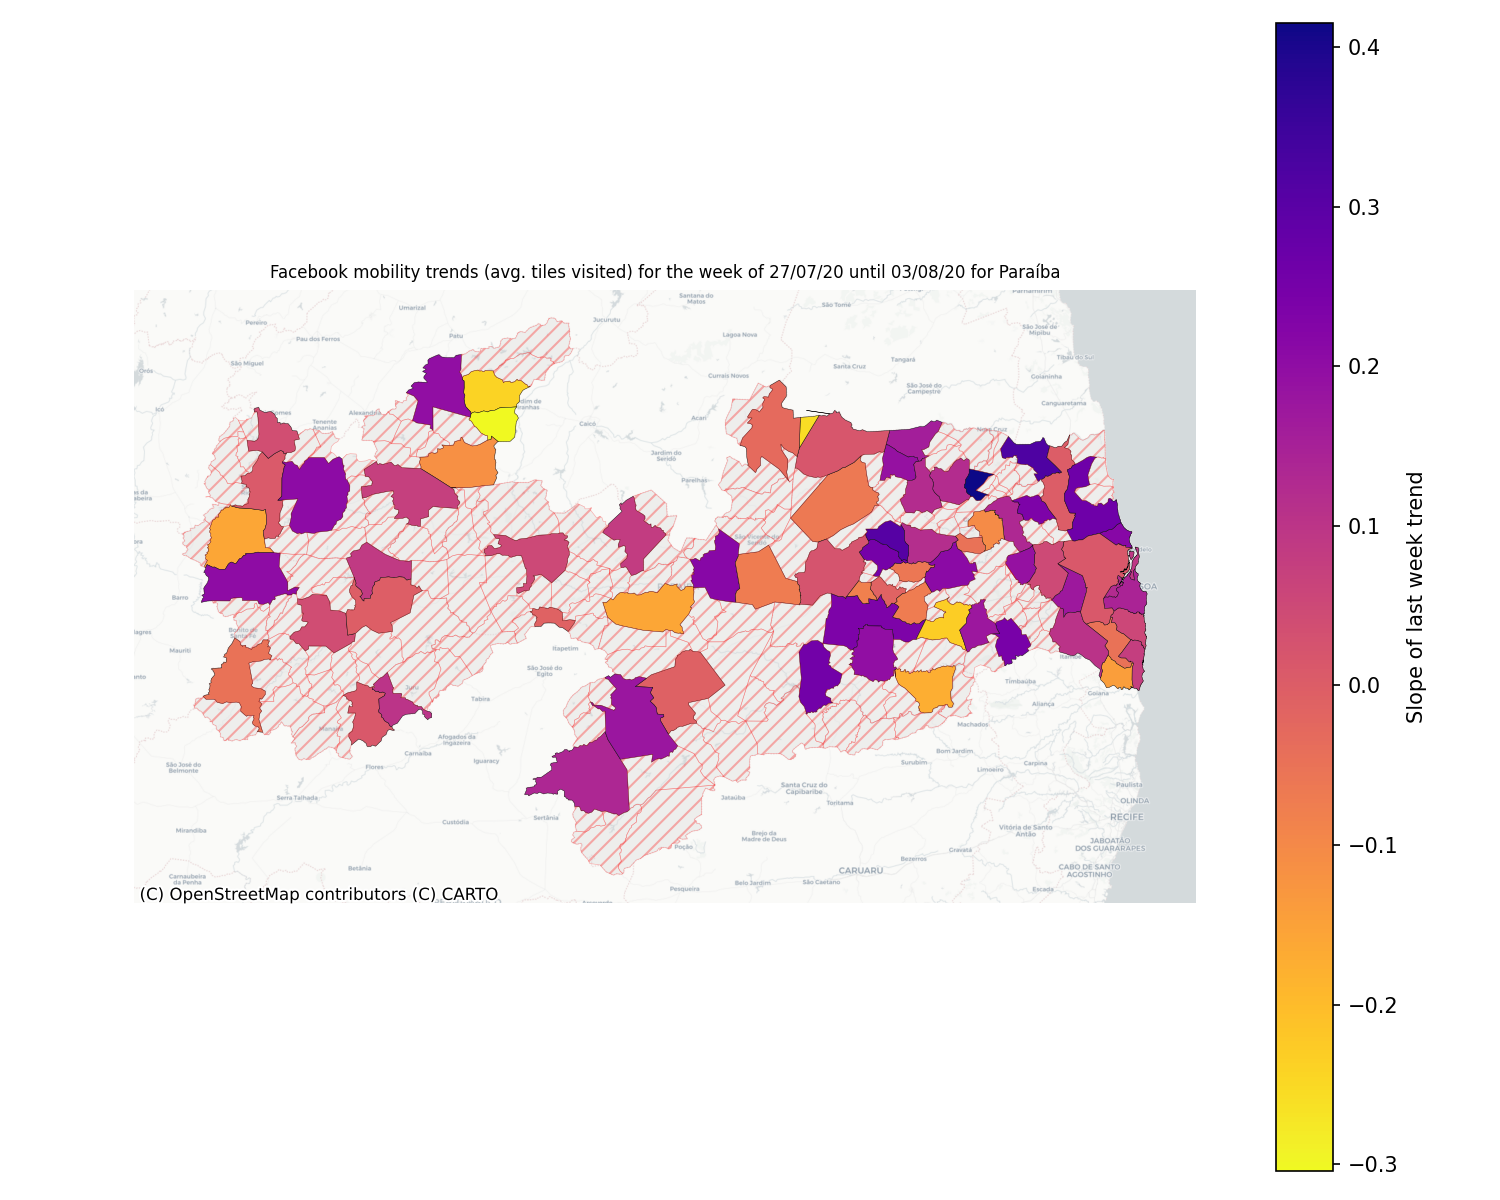 Facebook mobility trends (avg. tiles visited) for the week of 27/07/20 until 03/08/20 for Paraíba
0.4
0.3
0.2
0.1
0.0
−0.1
−0.2
−0.3
Slope of last week trend
Santana do
Matos
São Tomé
Umarizal
Jucurutu
Pereiro
Pau dos Ferros
Patu
Lagoa Nova
São José de
Mipibu
Tibau do Sul
São Miguel
Santa Cruz
Tangará
Currais Novos
Goianinha
São José do
Campestre
Canguaretama
Icó
Alexandria
Tenente
Ananias
Caicó
Acari
Nova Cruz
Jardim do
Seridó
Parelhas
Barro
Mauriti
Bonito de
Santa Fé
Itapetim
São José do
Egito
Tabira
Timbaúba
Goiana
Aliança
Manaíra
Carnaíba
Afogados da
Ingazeira
Machados
Flores
Iguaracy
Bom Jardim
São José do
Belmonte
Surubim
Limoeiro
Carpina
Serra Talhada
Jataúba
Santa Cruz do
Capibaribe
Toritama
Paulista
OLINDA
RECIFE
Sertânia
Custódia
Mirandiba
Brejo da
Madre de Deus
Vitória de Santo
Antão
JABOATÃO
DOS GUARARAPES
Poção
Gravatá
Bezerros
Betânia
CARUARU
CABO DE SANTO
AGOSTINHO
Carnaubeira
da Penha
Pesqueira
Belo Jardim
São Caetano
Escada
(C) OpenStreetMap contributors (C) CARTO